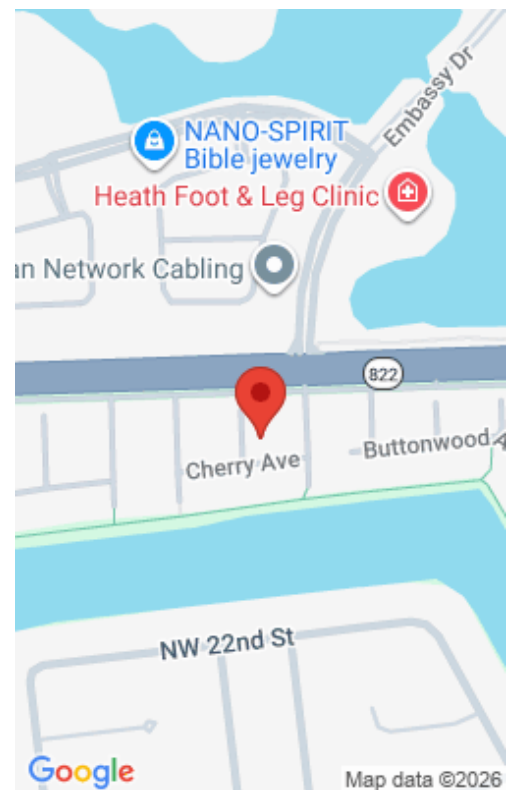 Embassy Dr
NANO-SPIRIT
Bible jewelry
Heath Foot & Leg Clinic
an Network Cabling
822
Cherry Ave
Buttonwood A
NW 22nd St
Google
Map data ©2026